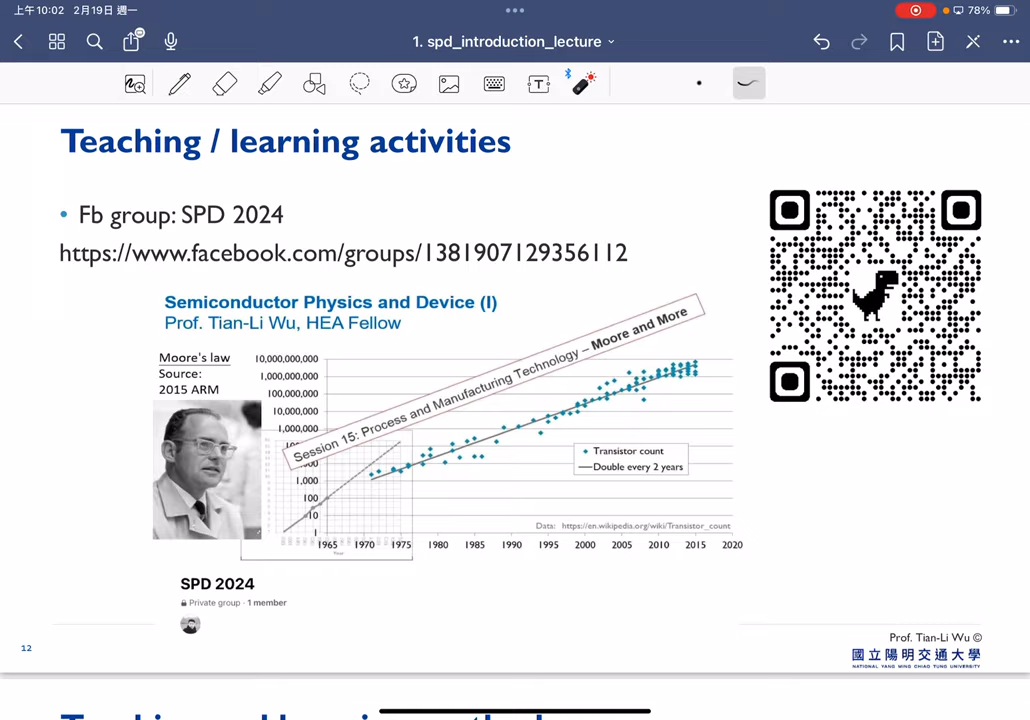 上午10:02 2月19日 週一
78%
1. spd_introduction_lecture
Teaching / learning activities
• Fb group: SPD 2024
https://www.facebook.com/groups/1381907129356112
Semiconductor Physics and Device (I)
Prof. Tian-Li Wu, HEA Fellow
Session 15: Process and Manufacturing Technology – Moore and More
Moore's law
Source:
2015 ARM
10,000,000,000
1,000,000,000
100,000,000
10,000,000
1,000,000
1,000
100
10
1
Transistor count
Double every 2 years
Data: https://en.wikipedia.org/wiki/Transistor_count
1965 1970 1975 1980 1985 1990 1995 2000 2005 2010 2015 2020
Year
SPD 2024
Private group · 1 member
12
Prof. Tian-Li Wu ©
國立陽明交通大學
NATIONAL YANG MING CHIAO TUNG UNIVERSITY